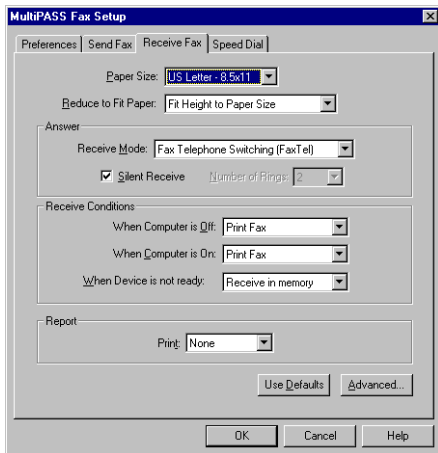 MultiPASS Fax Setup
Preferences Send Fax Receive Fax Speed Dial
Paper Size: US Letter - 8.5x11
Reduce to Fit Paper: Fit Height to Paper Size
Answer
Receive Mode: Fax Telephone Switching (FaxTel)
Silent Receive Number of Rings: 2
Receive Conditions
When Computer is Off: Print Fax
When Computer is On: Print Fax
When Device is not ready: Receive in memory
Report
Print: None
Use Defaults Advanced...
OK Cancel Help